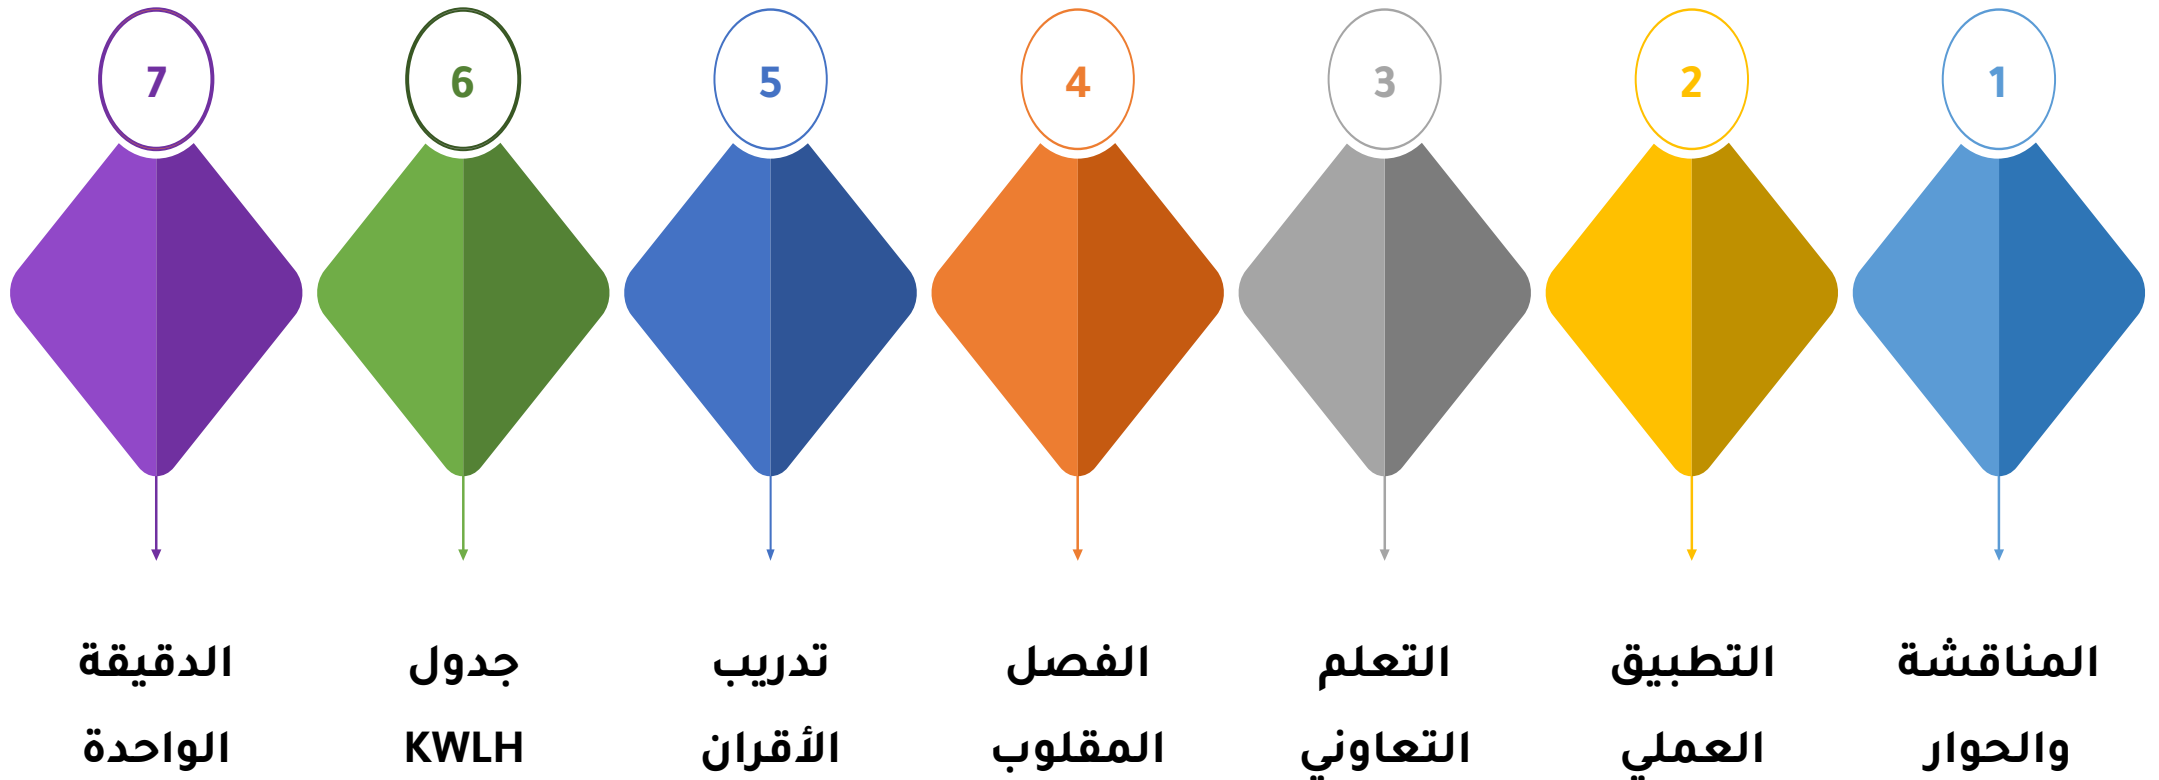 1
المناقشة
والحوار
2
التطبيق
العملي
3
التعلم
التعاوني
4
الفصل
المقلوب
5
تدريب
الأقران
6
جدول
KWLH
7
الدقيقة
الواحدة